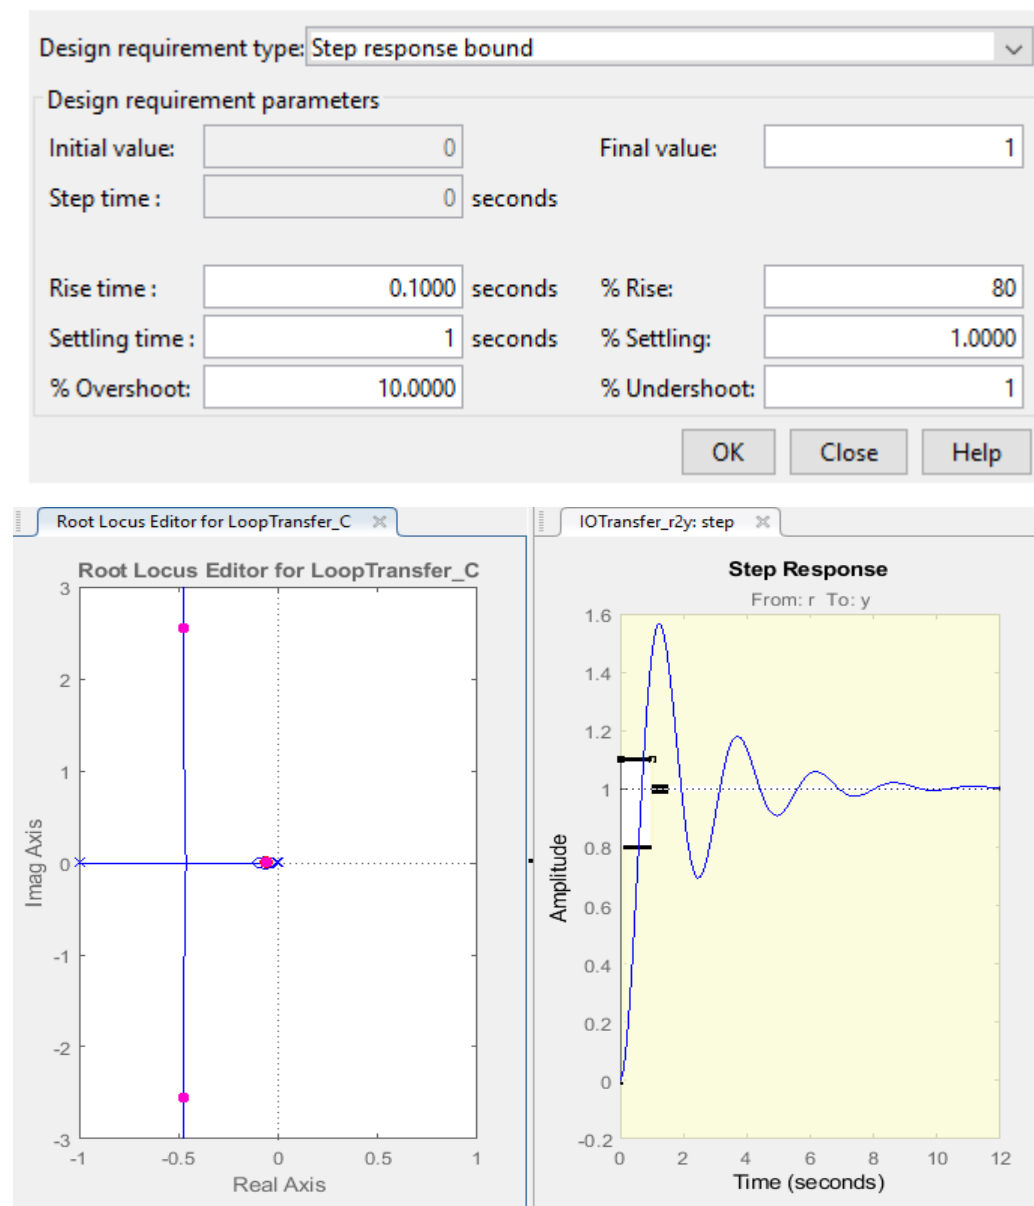 Design requirement type: Step response bound
Design requirement parameters
Initial value: 0 Final value: 1
Step time : 0 seconds
Rise time : 0.1000 seconds % Rise: 80
Settling time : 1 seconds % Settling: 1.0000
% Overshoot: 10.0000 % Undershoot: 1
OK Close Help
Root Locus Editor for LoopTransfer_C
IOTransfer_r2y: step
Root Locus Editor for LoopTransfer_C
3
2
1
0
-1
-2
-3
-1 -0.5 0 0.5 1
Real Axis
Imag Axis
Step Response
From: r To: y
1.6
1.4
1.2
1
0.8
0.6
0.4
0.2
0
-0.2
0 2 4 6 8 10 12
Time (seconds)
Amplitude